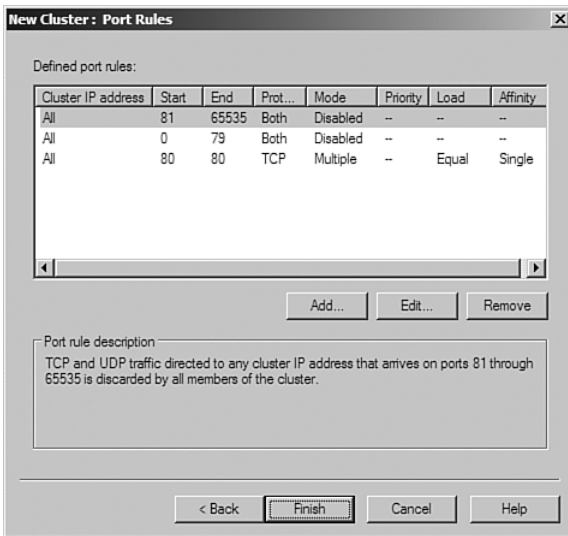 New Cluster : Port Rules
Defined port rules:
Cluster IP address Start End Prot... Mode Priority Load Affinity
All 81 65535 Both Disabled -- -- --
All 0 79 Both Disabled -- -- --
All 80 80 TCP Multiple -- Equal Single
Add... Edit... Remove
Port rule description
TCP and UDP traffic directed to any cluster IP address that arrives on ports 81 through
65535 is discarded by all members of the cluster.
< Back Finish Cancel Help